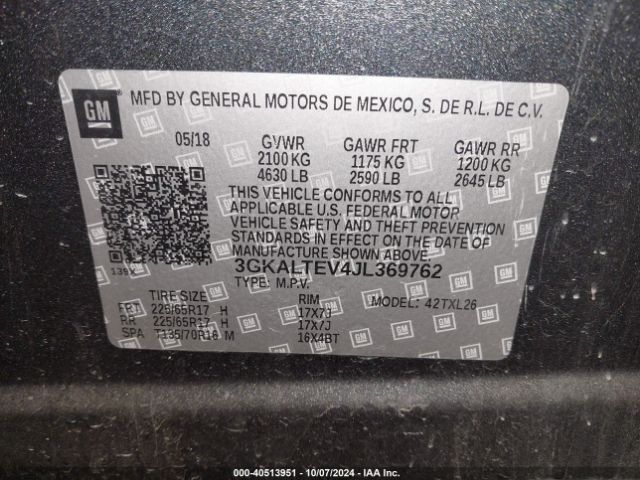 GM
MFD BY GENERAL MOTORS DE MEXICO, S. DE R.L. DE C.V.
05/18 GVWR GAWR FRT GAWR RR
2100 KG 1175 KG 1200 KG
4630 LB 2590 LB 2645 LB
THIS VEHICLE CONFORMS TO ALL
APPLICABLE U.S. FEDERAL MOTOR
VEHICLE SAFETY AND THEFT PREVENTION
STANDARDS IN EFFECT ON THE DATE OF
MANUFACTURE SHOWN ABOVE.
3GKALTEV4JL369762
TYPE: M.P.V. MODEL: 42TXL26
TIRE SIZE RIM
FRT 225/65R17 H 17X7J
RR 225/65R17 H 17X7J
SPA T135/70R16 M 16X4BT
000-40513951 | 10/07/2024 | IAA Inc.